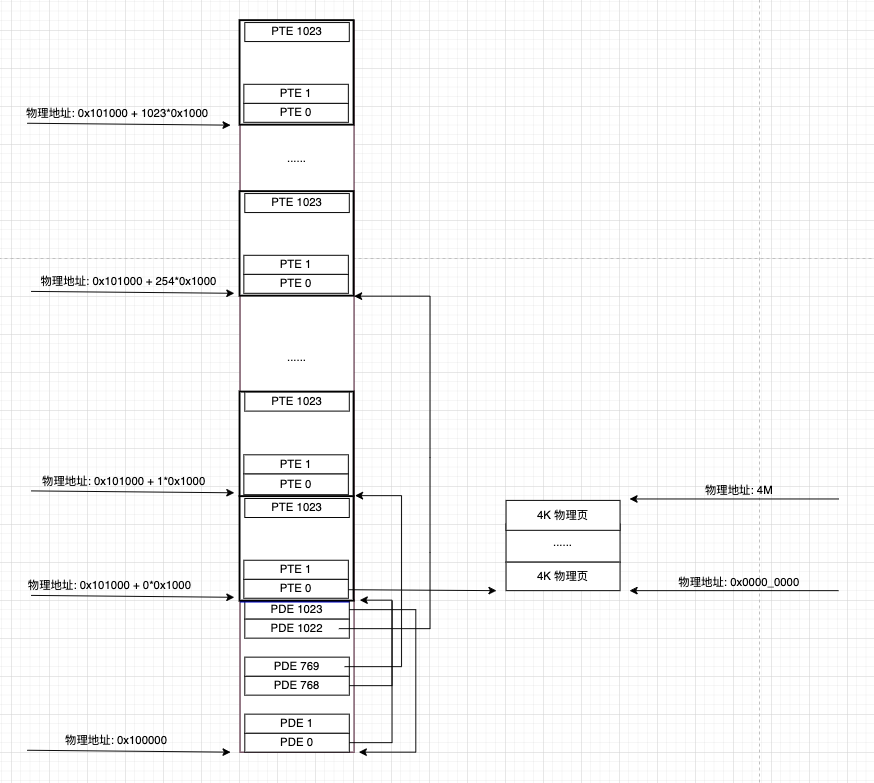 PTE 1023
PTE 1
物理地址: 0x101000 + 1023*0x1000
PTE 0
......
PTE 1023
PTE 1
物理地址: 0x101000 + 254*0x1000
PTE 0
......
PTE 1023
PTE 1
物理地址: 0x101000 + 1*0x1000
PTE 0
物理地址: 4M
PTE 1023
4K 物理页
......
PTE 1
4K 物理页
物理地址: 0x101000 + 0*0x1000
PTE 0
物理地址: 0x0000_0000
PDE 1023
PDE 1022
PDE 769
PDE 768
PDE 1
物理地址: 0x100000
PDE 0